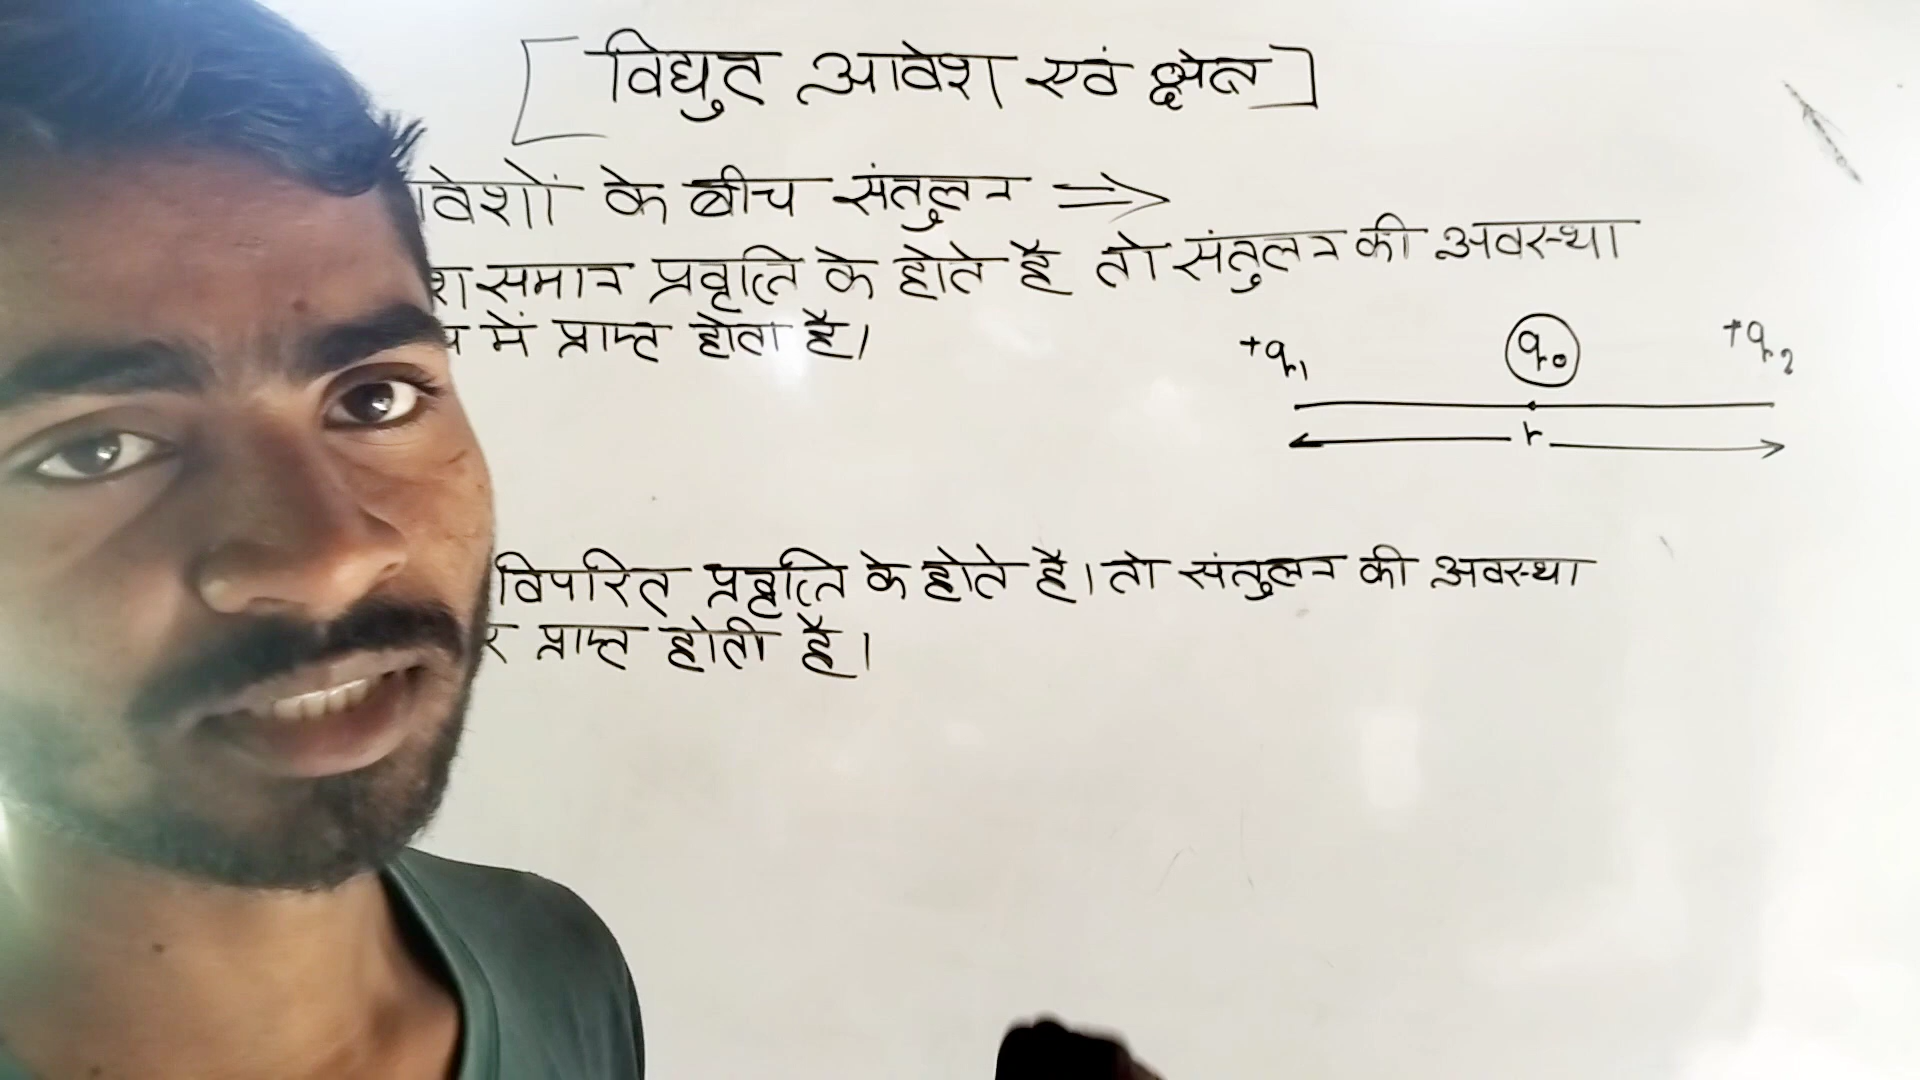 [विद्युत आवेश एवं क्षेत्र]
वेशों के बीच संतुलन ⇒
श समान प्रवृत्ति के होते है तो संतुलन की अवस्था
में प्राप्त होता है।
+q₁ q₀ +q₂
r
विपरित प्रवृत्ति के होते है। तो संतुलन की अवस्था
र प्राप्त होती है।